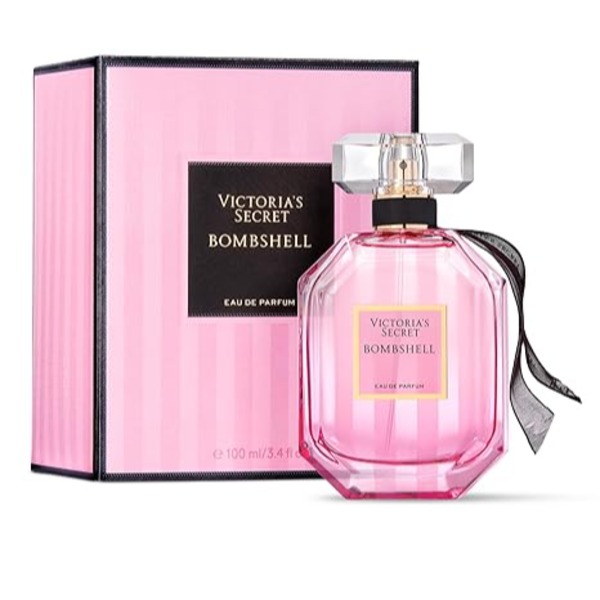 VICTORIA'S
SECRET
BOMBSHELL
EAU DE PARFUM
℮ 100 ml/3.4 fl
VICTORIA'S
SECRET
BOMBSHELL
EAU DE PARFUM